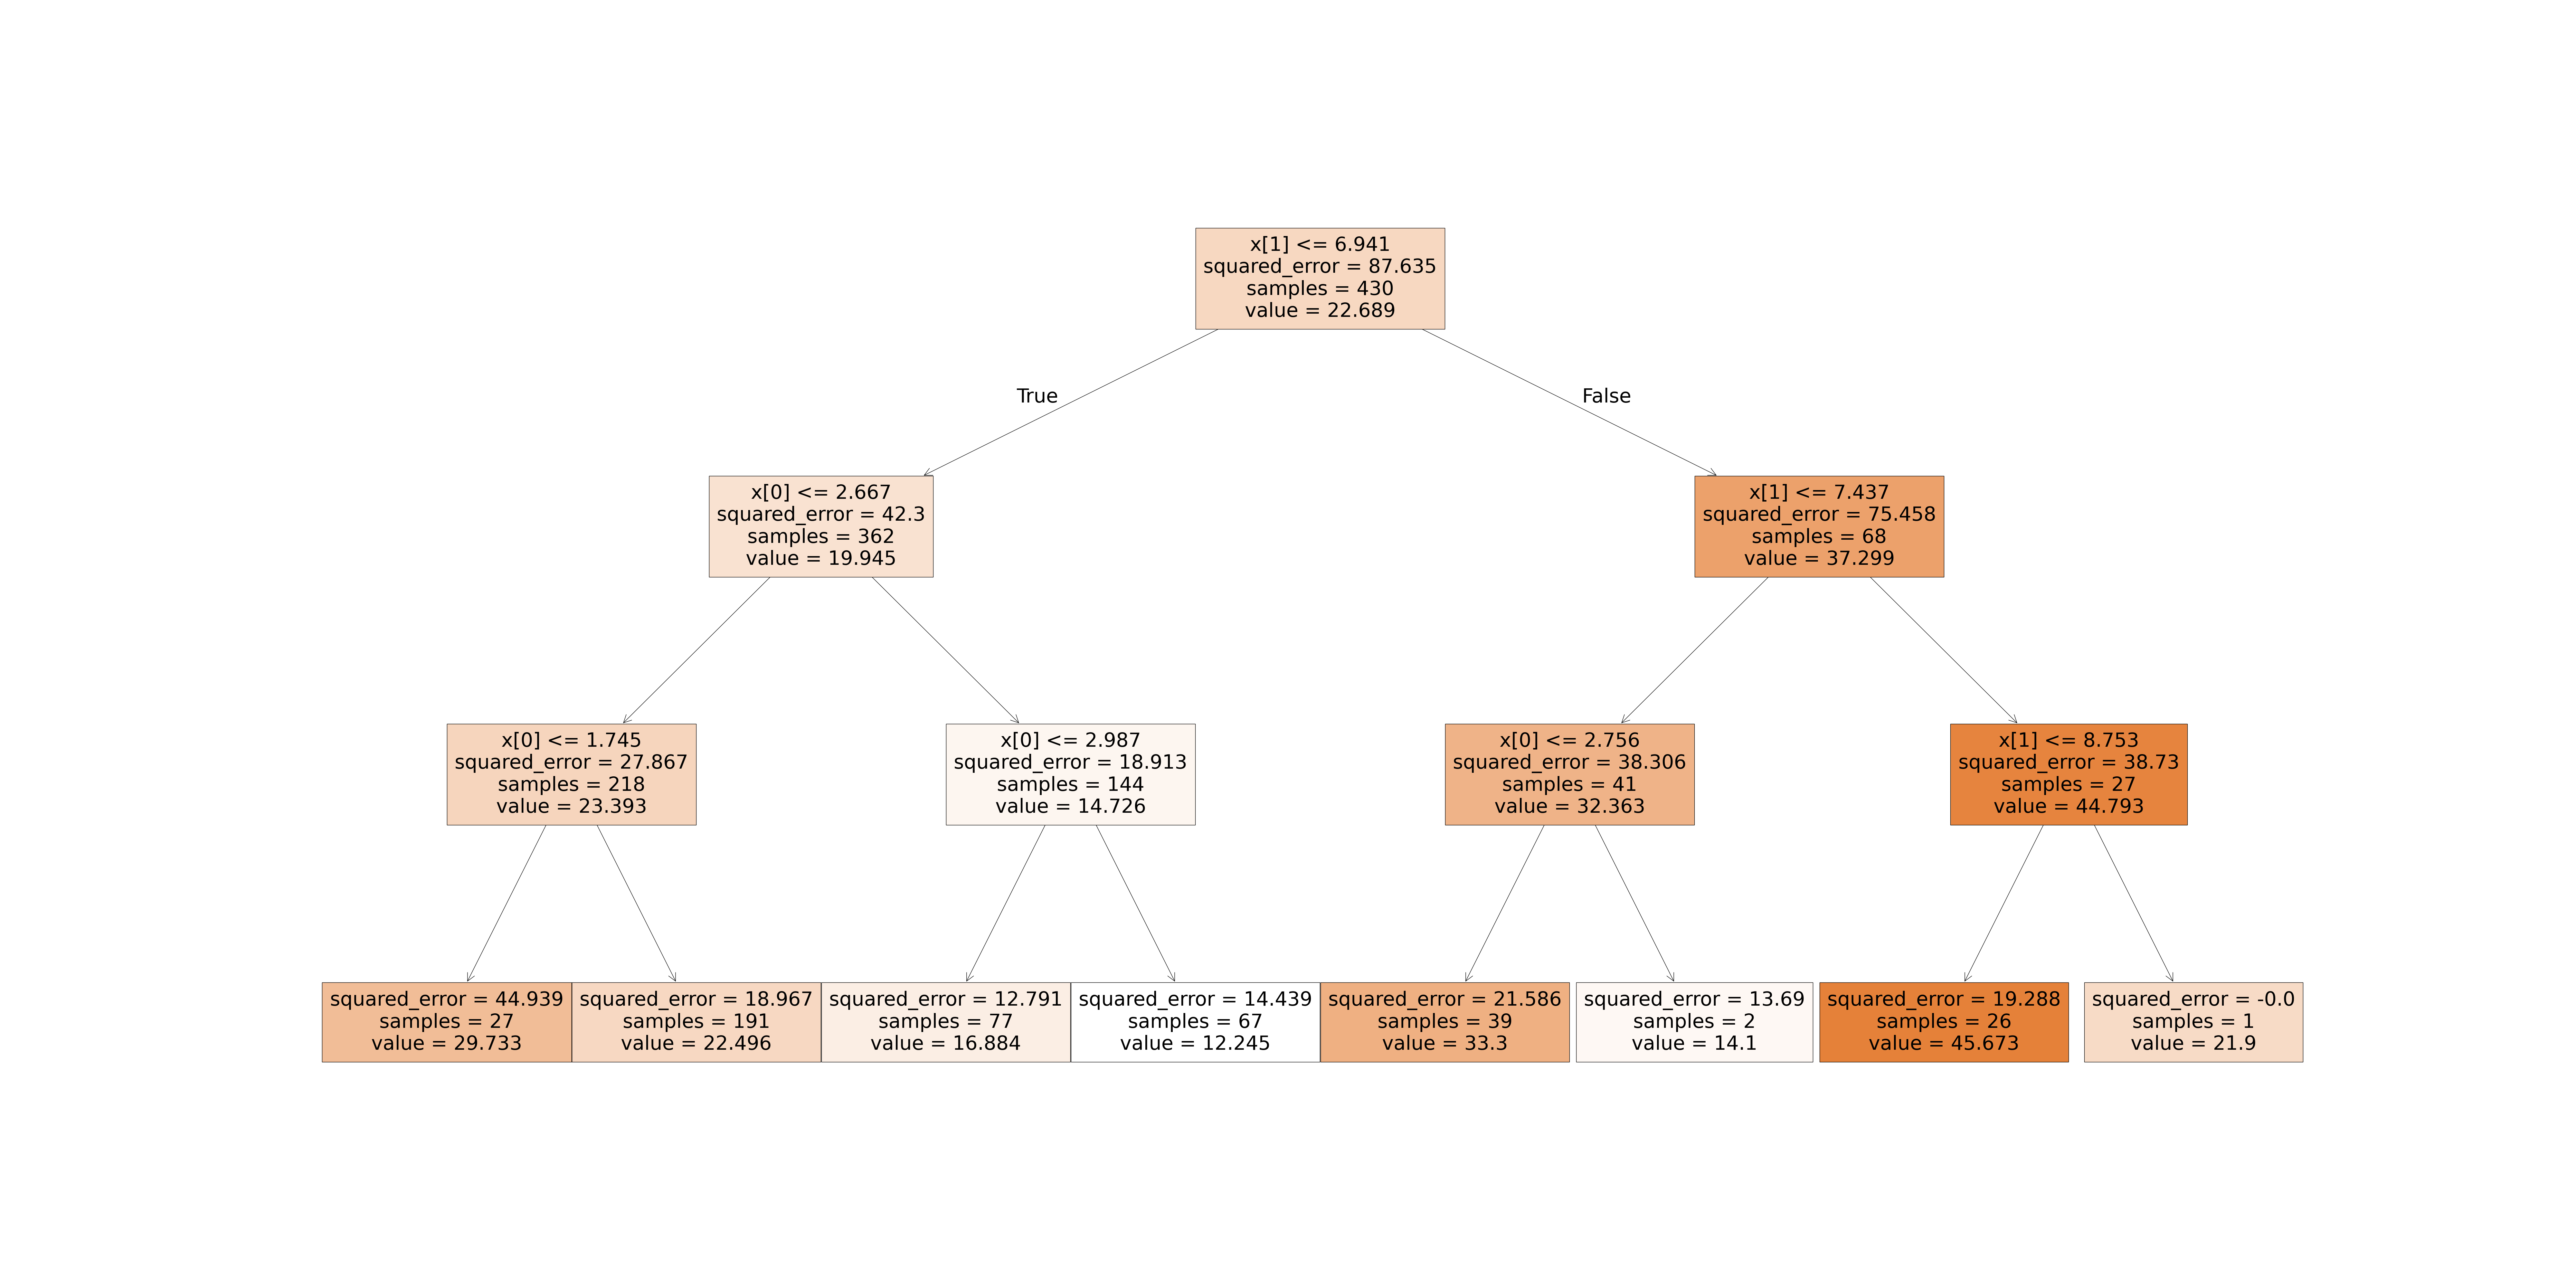 x[1] <= 6.941
squared_error = 87.635
samples = 430
value = 22.689
True
False
x[0] <= 2.667
squared_error = 42.3
samples = 362
value = 19.945
x[1] <= 7.437
squared_error = 75.458
samples = 68
value = 37.299
x[0] <= 1.745
squared_error = 27.867
samples = 218
value = 23.393
x[0] <= 2.987
squared_error = 18.913
samples = 144
value = 14.726
x[0] <= 2.756
squared_error = 38.306
samples = 41
value = 32.363
x[1] <= 8.753
squared_error = 38.73
samples = 27
value = 44.793
squared_error = 44.939
samples = 27
value = 29.733
squared_error = 18.967
samples = 191
value = 22.496
squared_error = 12.791
samples = 77
value = 16.884
squared_error = 14.439
samples = 67
value = 12.245
squared_error = 21.586
samples = 39
value = 33.3
squared_error = 13.69
samples = 2
value = 14.1
squared_error = 19.288
samples = 26
value = 45.673
squared_error = -0.0
samples = 1
value = 21.9